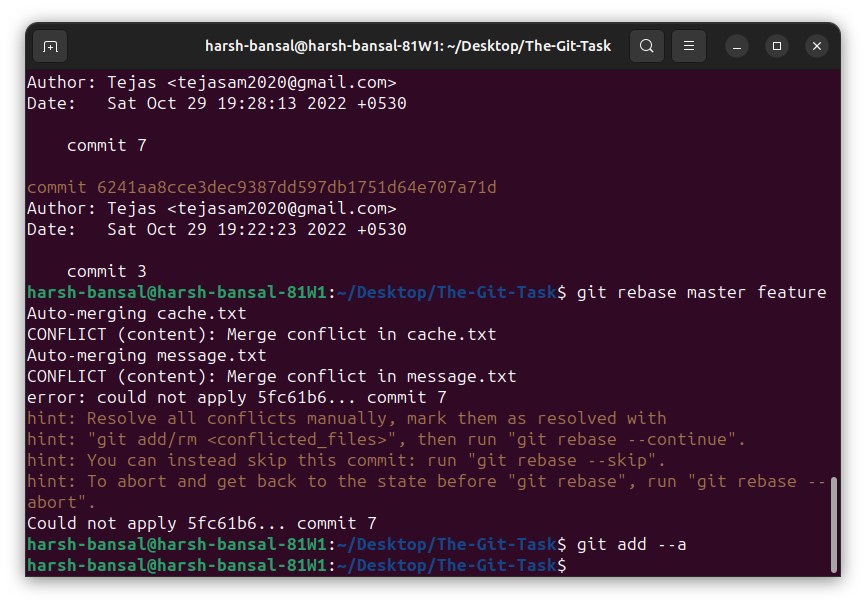 harsh-bansal@harsh-bansal-81W1: ~/Desktop/The-Git-Task
Author: Tejas <tejasam2020@gmail.com>
Date:   Sat Oct 29 19:28:13 2022 +0530
    commit 7
commit 6241aa8cce3dec9387dd597db1751d64e707a71d
Author: Tejas <tejasam2020@gmail.com>
Date:   Sat Oct 29 19:22:23 2022 +0530
    commit 3
harsh-bansal@harsh-bansal-81W1:~/Desktop/The-Git-Task$ git rebase master feature
Auto-merging cache.txt
CONFLICT (content): Merge conflict in cache.txt
Auto-merging message.txt
CONFLICT (content): Merge conflict in message.txt
error: could not apply 5fc61b6... commit 7
hint: Resolve all conflicts manually, mark them as resolved with
hint: "git add/rm <conflicted_files>", then run "git rebase --continue".
hint: You can instead skip this commit: run "git rebase --skip".
hint: To abort and get back to the state before "git rebase", run "git rebase --
abort".
Could not apply 5fc61b6... commit 7
harsh-bansal@harsh-bansal-81W1:~/Desktop/The-Git-Task$ git add --a
harsh-bansal@harsh-bansal-81W1:~/Desktop/The-Git-Task$